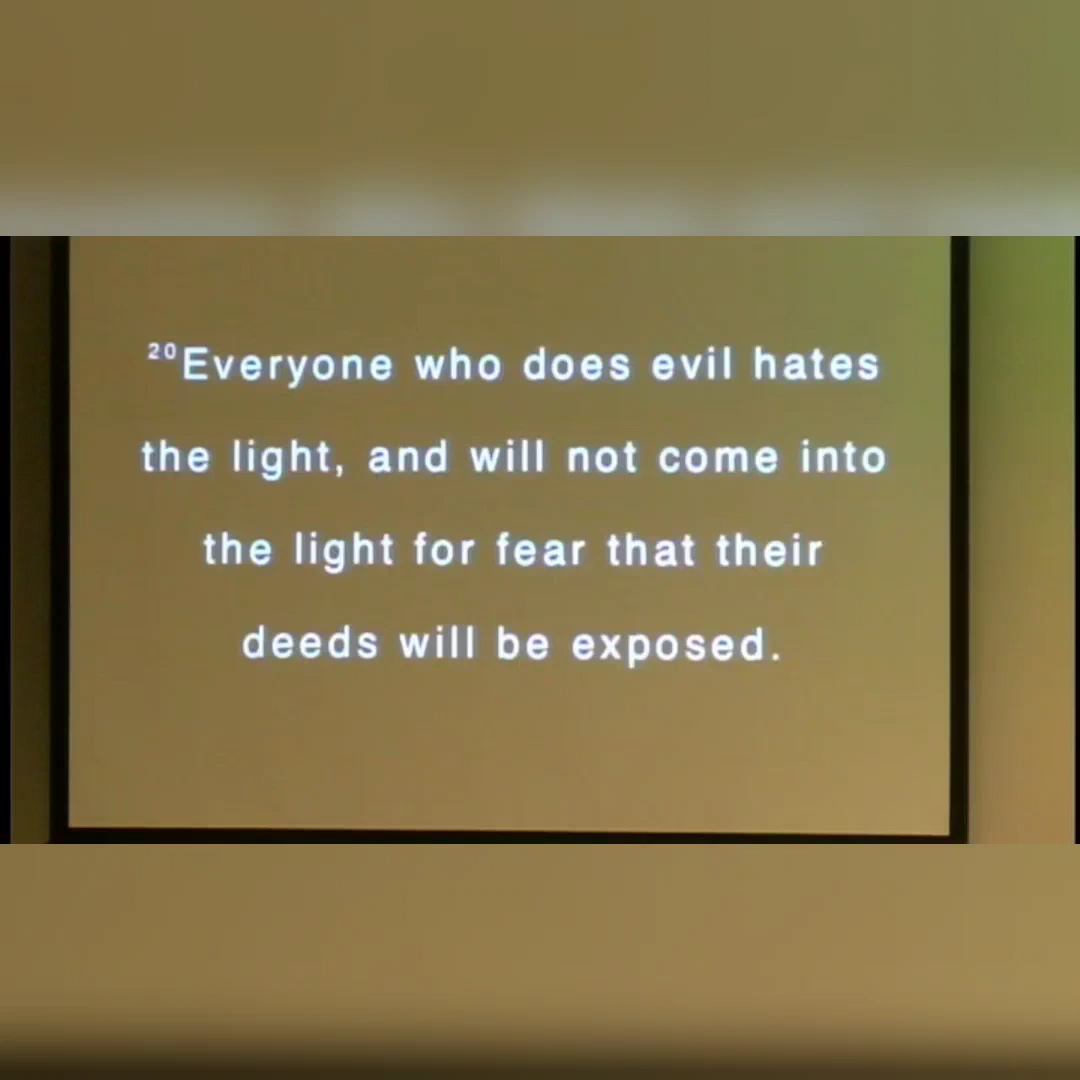 ²⁰Everyone who does evil hates
the light, and will not come into
the light for fear that their
deeds will be exposed.